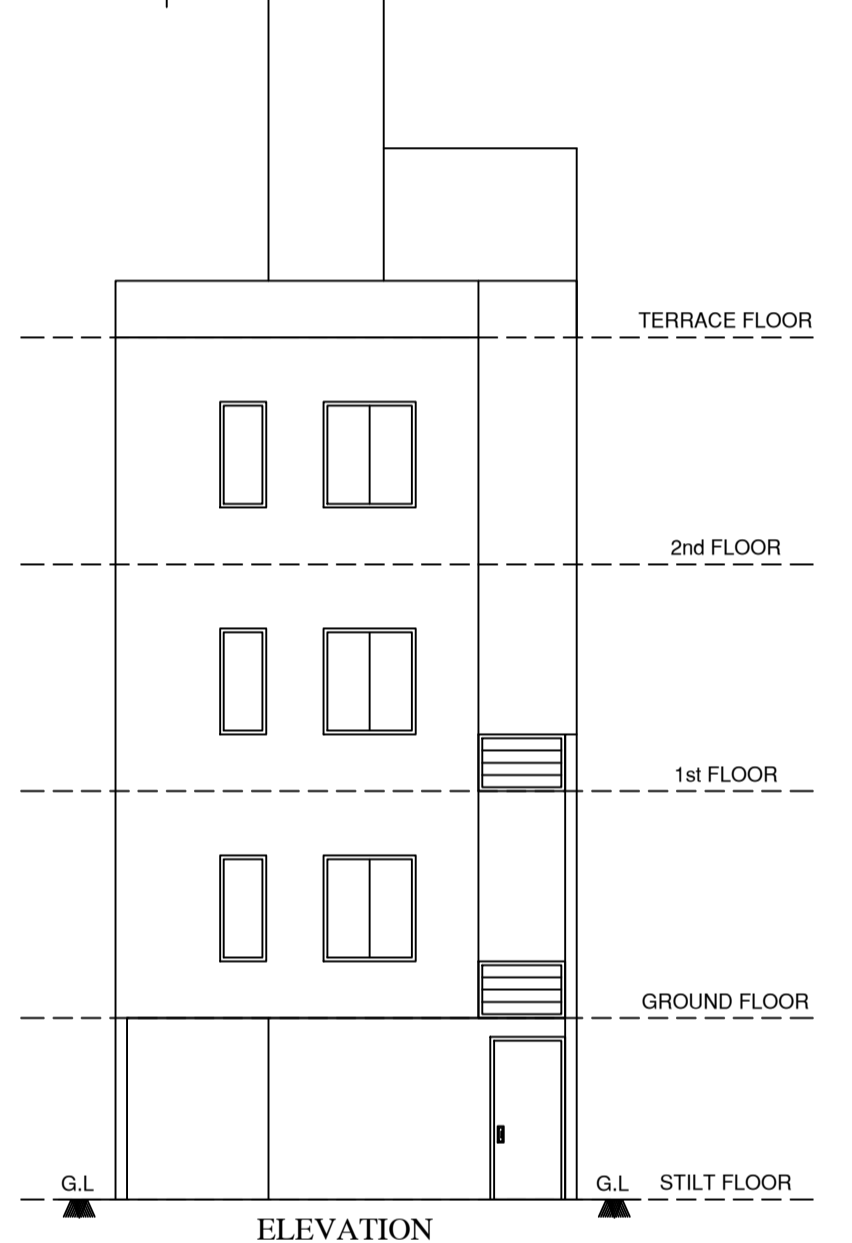 TERRACE FLOOR
2nd FLOOR
1st FLOOR
GROUND FLOOR
G.L
G.L
STILT FLOOR
ELEVATION